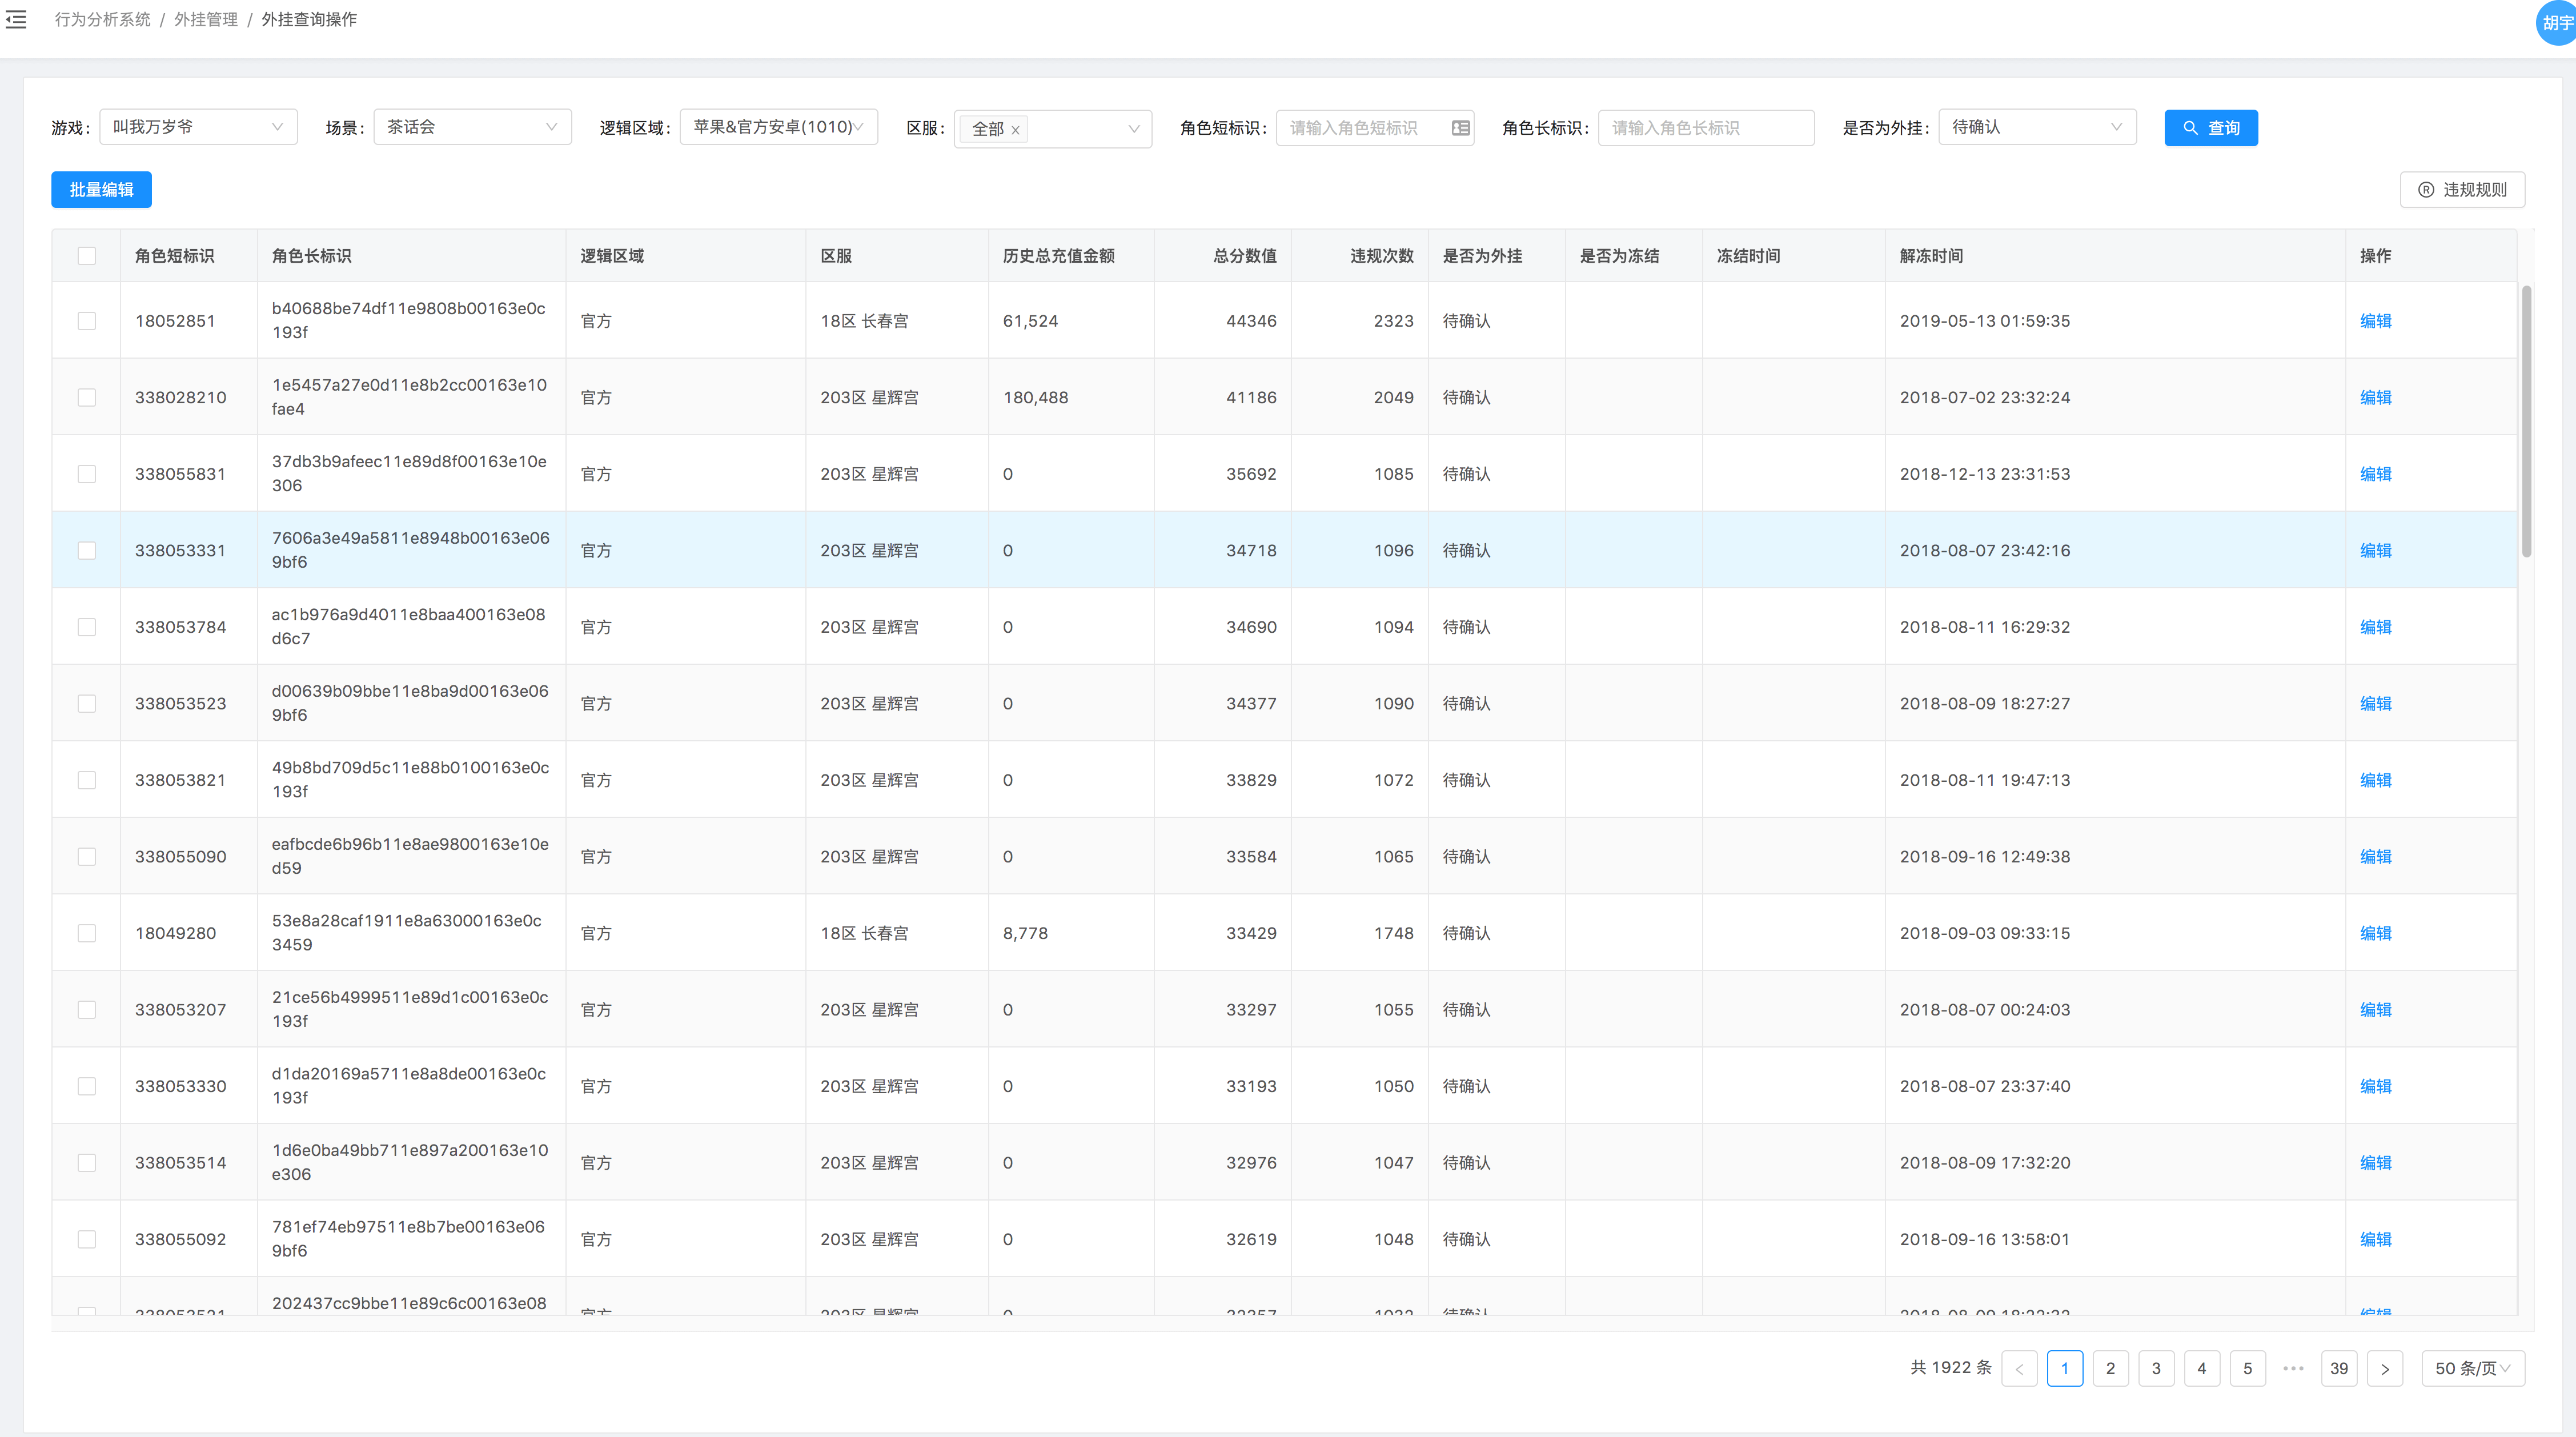 行为分析系统 / 外挂管理 / 外挂查询操作
胡宇
游戏: 叫我万岁爷 场景: 茶话会 逻辑区域: 苹果&官方安卓(1010) 区服: 全部 x 角色短标识: 请输入角色短标识 角色长标识: 请输入角色长标识 是否为外挂: 待确认 查询
批量编辑 ® 违规规则
角色短标识 角色长标识 逻辑区域 区服 历史总充值金额 总分数值 违规次数 是否为外挂 是否为冻结 冻结时间 解冻时间 操作
18052851 b40688be74df11e9808b00163e0c193f 官方 18区 长春宫 61,524 44346 2323 待确认 2019-05-13 01:59:35 编辑
338028210 1e5457a27e0d11e8b2cc00163e10fae4 官方 203区 星辉宫 180,488 41186 2049 待确认 2018-07-02 23:32:24 编辑
338055831 37db3b9afeec11e89d8f00163e10e306 官方 203区 星辉宫 0 35692 1085 待确认 2018-12-13 23:31:53 编辑
338053331 7606a3e49a5811e8948b00163e069bf6 官方 203区 星辉宫 0 34718 1096 待确认 2018-08-07 23:42:16 编辑
338053784 ac1b976a9d4011e8baa400163e08d6c7 官方 203区 星辉宫 0 34690 1094 待确认 2018-08-11 16:29:32 编辑
338053523 d00639b09bbe11e8ba9d00163e069bf6 官方 203区 星辉宫 0 34377 1090 待确认 2018-08-09 18:27:27 编辑
338053821 49b8bd709d5c11e88b0100163e0c193f 官方 203区 星辉宫 0 33829 1072 待确认 2018-08-11 19:47:13 编辑
338055090 eafbcde6b96b11e8ae9800163e10ed59 官方 203区 星辉宫 0 33584 1065 待确认 2018-09-16 12:49:38 编辑
18049280 53e8a28caf1911e8a63000163e0c3459 官方 18区 长春宫 8,778 33429 1748 待确认 2018-09-03 09:33:15 编辑
338053207 21ce56b4999511e89d1c00163e0c193f 官方 203区 星辉宫 0 33297 1055 待确认 2018-08-07 00:24:03 编辑
338053330 d1da20169a5711e8a8de00163e0c193f 官方 203区 星辉宫 0 33193 1050 待确认 2018-08-07 23:37:40 编辑
338053514 1d6e0ba49bb711e897a200163e10e306 官方 203区 星辉宫 0 32976 1047 待确认 2018-08-09 17:32:20 编辑
338055092 781ef74eb97511e8b7be00163e069bf6 官方 203区 星辉宫 0 32619 1048 待确认 2018-09-16 13:58:01 编辑
202437cc9bbe11e89c6c00163e08 官方 203区 星辉宫 待确认 编辑
共 1922 条 < 1 2 3 4 5 ••• 39 > 50 条/页